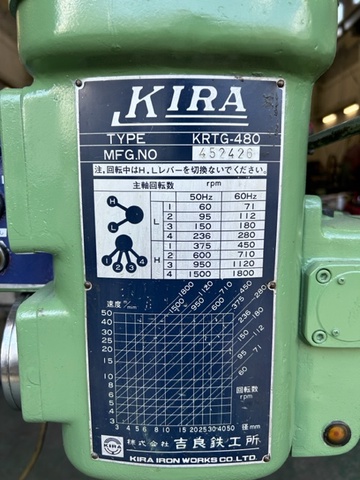 KIRA
TYPE KRTG-480
MFG.NO 452426
注.回転中はH,Lレバーを切換ないでください。
主軸回転数 rpm
50Hz 60Hz
H
L
1 2 3 4
L 1 60 71
2 95 112
3 150 180
4 236 280
H 1 375 450
2 600 710
3 950 1120
4 1500 1800
速度 m/min
50
40
30
20
15
10
8
5
4
3
1500 1800
950 1120
600 710
375 450
236 280
150 180
95 112
60 71
回転数
rpm
3 4 5 6 8 10 15 20 25 30 40 50 径mm
KIRA 株式会社 吉良鉄工所
KIRA IRON WORKS CO.LTD.